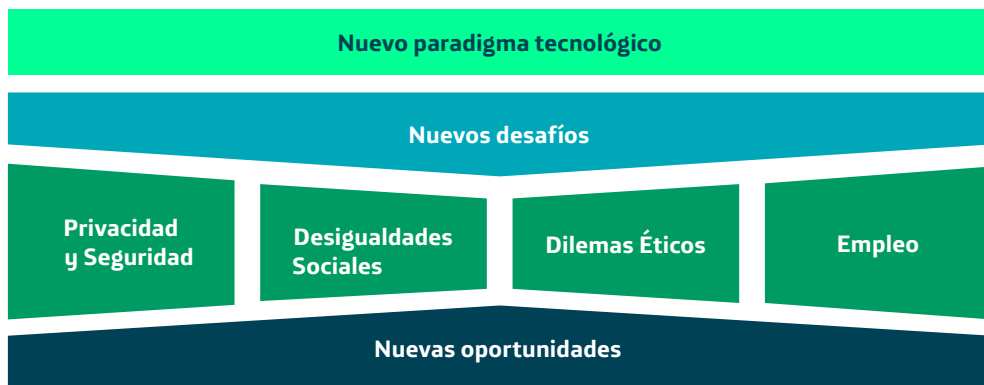 Nuevo paradigma tecnológico
Nuevos desafíos
Privacidad
y Seguridad
Desigualdades
Sociales
Dilemas Éticos
Empleo
Nuevas oportunidades